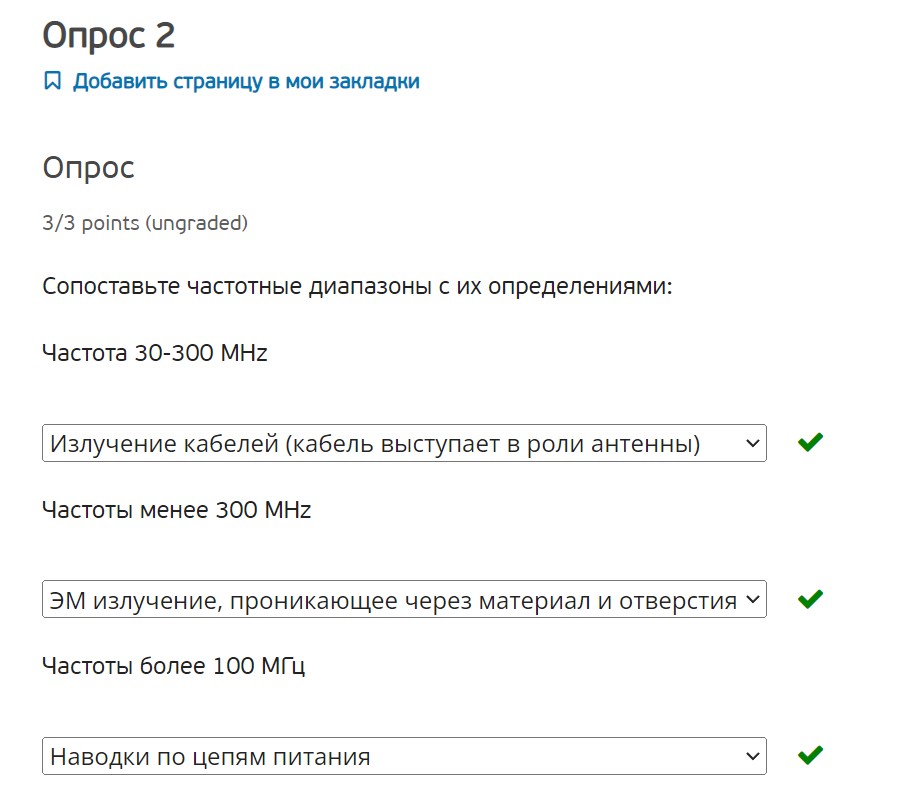 Опрос 2
Добавить страницу в мои закладки
Опрос
3/3 points (ungraded)
Сопоставьте частотные диапазоны с их определениями:
Частота 30-300 MHz
Излучение кабелей (кабель выступает в роли антенны)
Частоты менее 300 MHz
ЭМ излучение, проникающее через материал и отверстия
Частоты более 100 МГц
Наводки по цепям питания